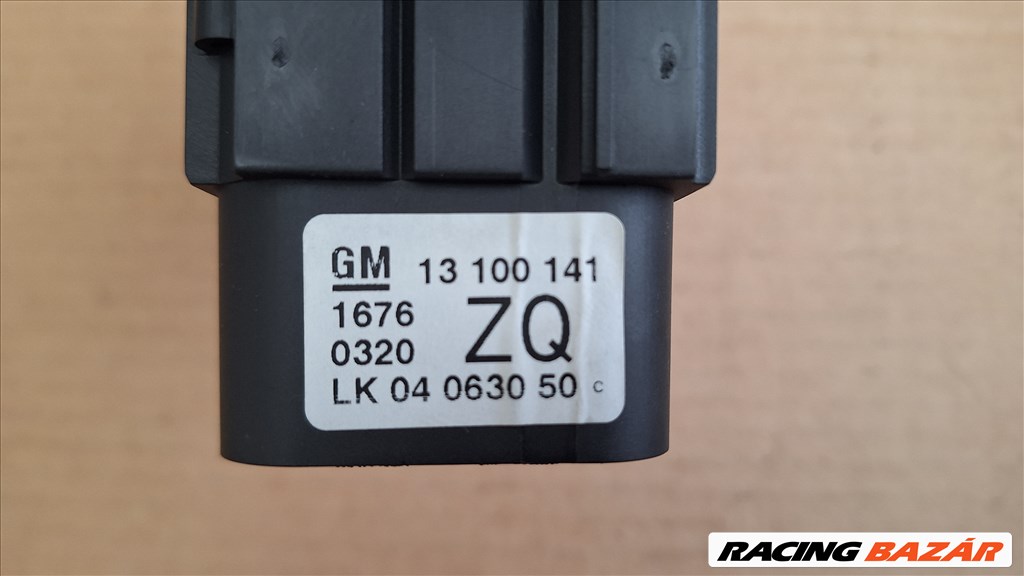 GM 13 100 141
1676
0320
ZQ
LK 04 0630 50 C
RACING BAZÁR